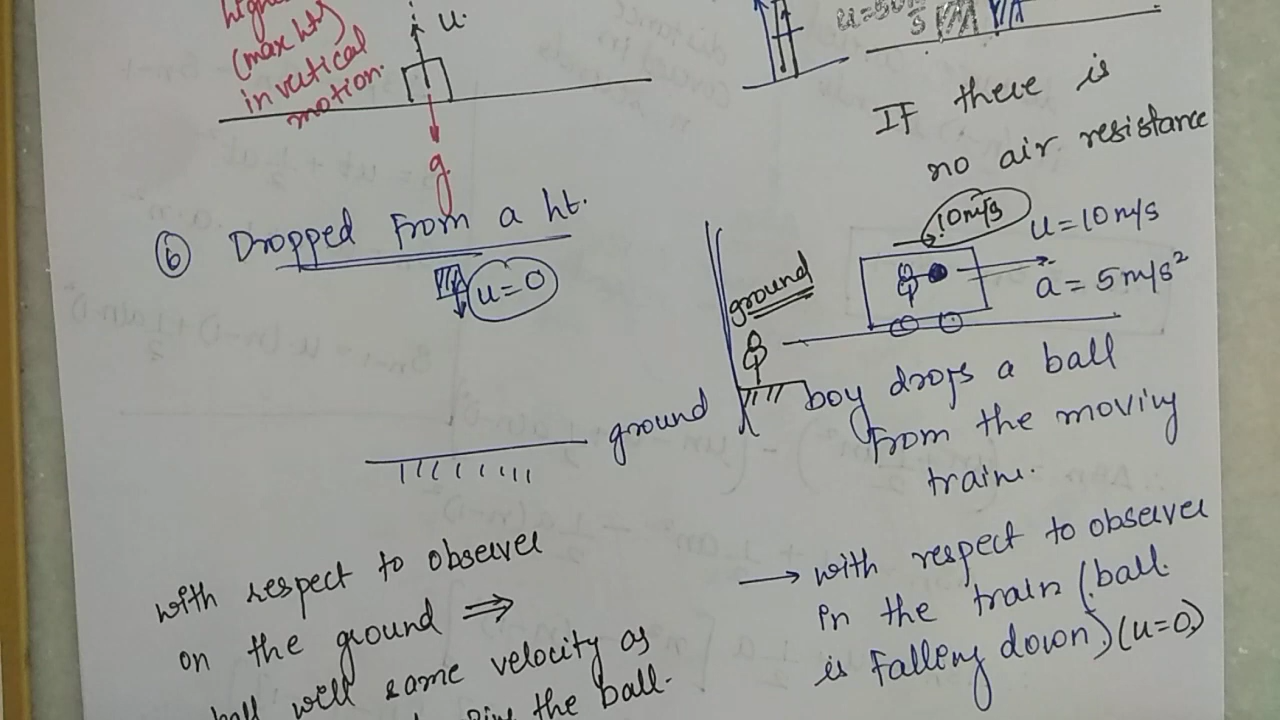 (max ht)
in vertical
motion.
u.
g
u=50m/s
IF there is
no air resistance
⑥ Dropped From a ht.
u=0
ground
10m/s
u=10m/s
a=5m/s²
ground
boy drops a ball
From the moving
train.
with respect to observer
on the ground ⇒
ball will same velocity as
the ball.
→ with respect to observer
in the train (ball
is falling down) (u=0)